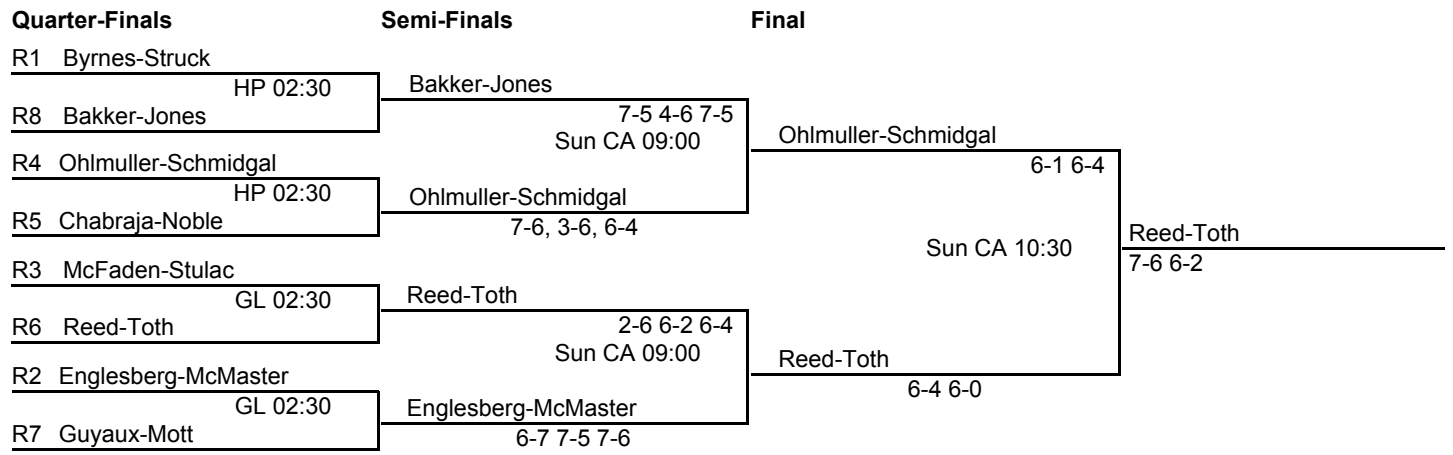 Quarter-Finals Semi-Finals Final
R1 Byrnes-Struck
HP 02:30
R8 Bakker-Jones
R4 Ohlmuller-Schmidgal
HP 02:30
R5 Chabraja-Noble
R3 McFaden-Stulac
GL 02:30
R6 Reed-Toth
R2 Englesberg-McMaster
GL 02:30
R7 Guyaux-Mott
Bakker-Jones
7-5 4-6 7-5
Sun CA 09:00
Ohlmuller-Schmidgal
7-6, 3-6, 6-4
Reed-Toth
2-6 6-2 6-4
Sun CA 09:00
Englesberg-McMaster
6-7 7-5 7-6
Ohlmuller-Schmidgal
6-1 6-4
Sun CA 10:30
Reed-Toth
6-4 6-0
Reed-Toth
7-6 6-2